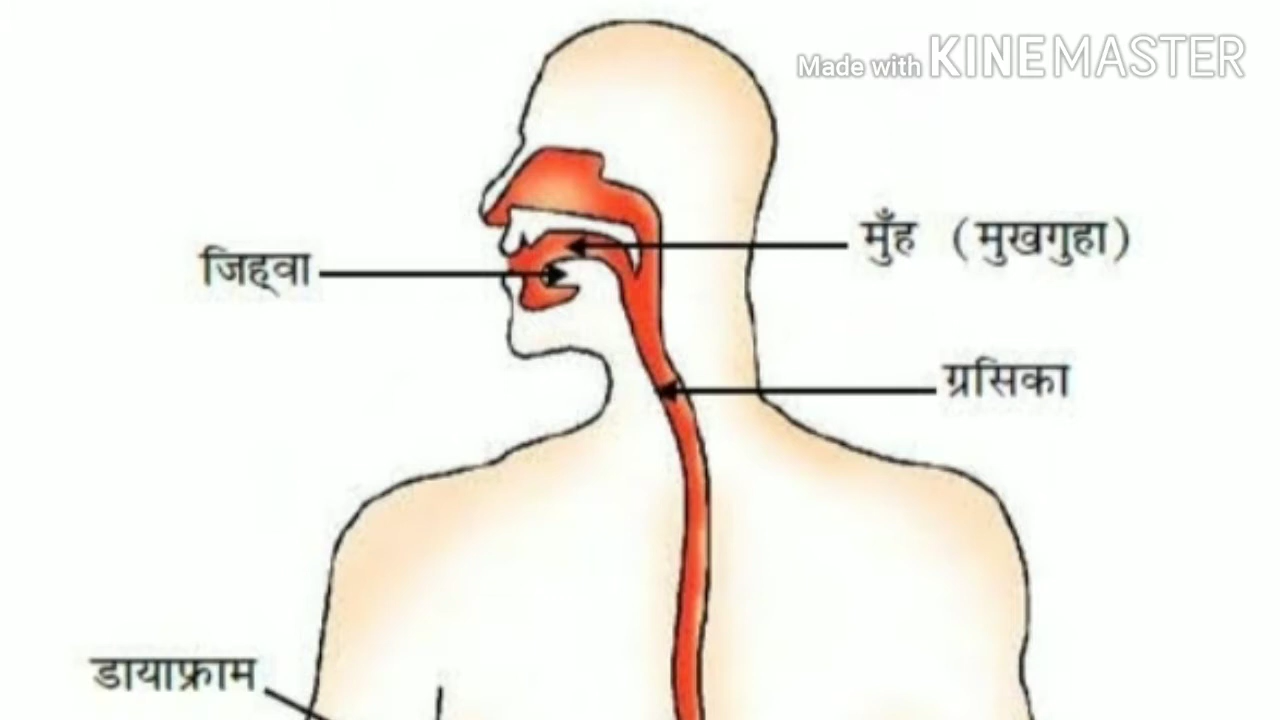 Made with KINEMASTER
मुँह (मुखगुहा)
जिह्वा
ग्रसिका
डायाफ्राम